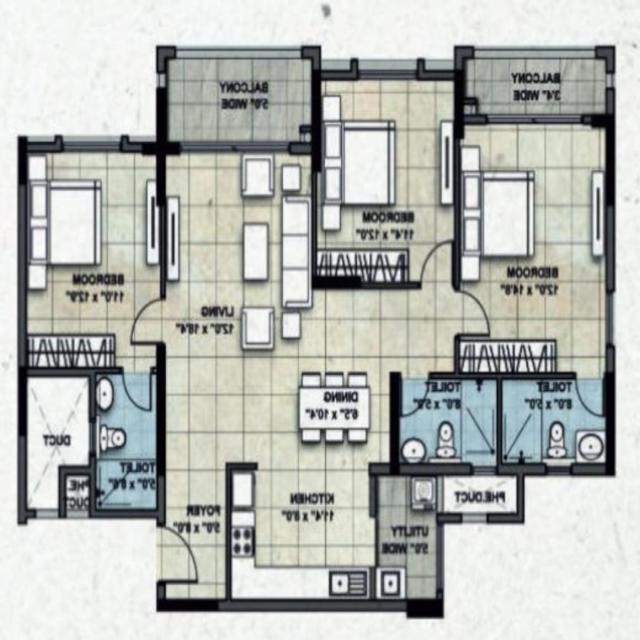 BALCONY
5'0" WIDE
BALCONY
3'4" WIDE
BEDROOM
11'4" x 12'0"
BEDROOM
11'0" x 12'9"
BEDROOM
12'0" x 14'8"
LIVING
12'0" x 18'4"
DINING
6'5" x 10'4"
TOILET
8'0" x 5'0"
TOILET
8'0" x 5'0"
DUCT
TOILET
5'0" x 8'6"
PHE
DUCT
FOYER
5'0" x 8'0"
KITCHEN
11'4" x 8'0"
UTILITY
5'0" WIDE
PHE.DUCT